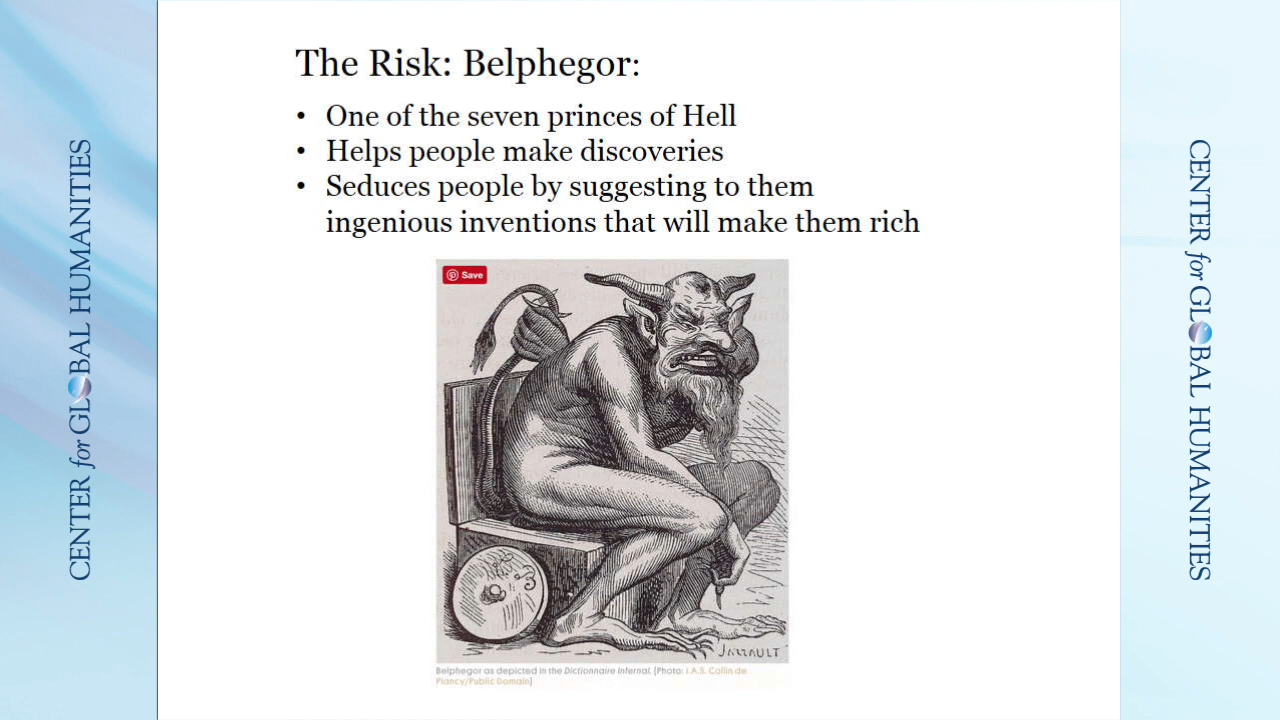 CENTER for GLOBAL HUMANITIES
The Risk: Belphegor:
• One of the seven princes of Hell
• Helps people make discoveries
• Seduces people by suggesting to them
ingenious inventions that will make them rich
Save
JARRAULT
Belphegor as depicted in the Dictionnaire Infernal. (Photo: J.A.S. Collin de
Plancy/Public Domain)
CENTER for GLOBAL HUMANITIES